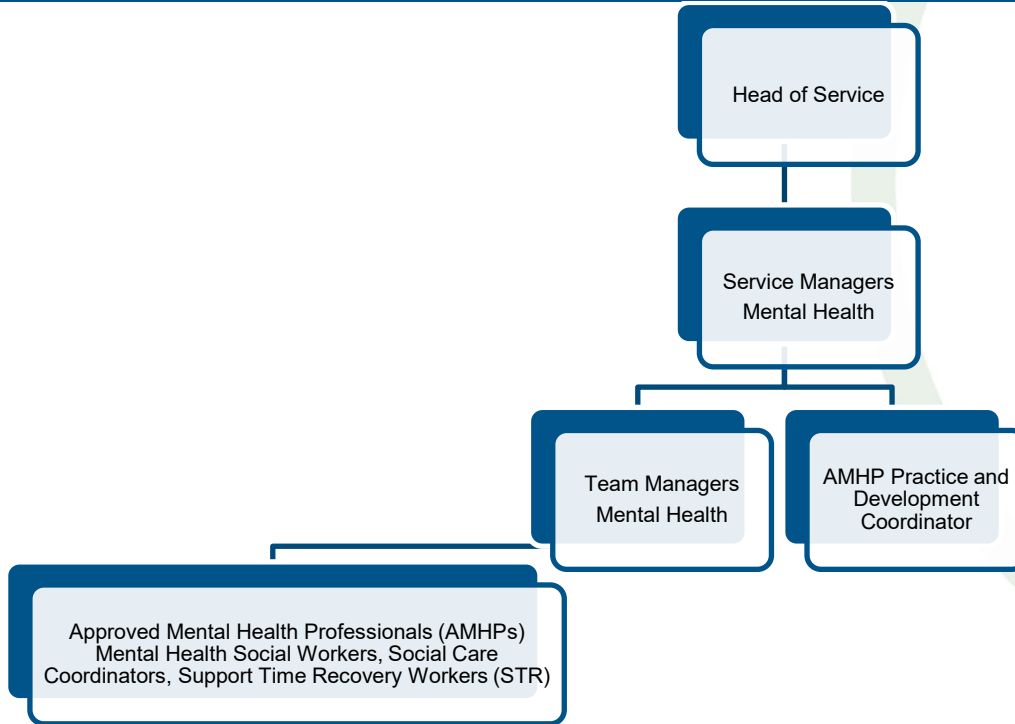 Head of Service
Service Managers
Mental Health
Team Managers
Mental Health
AMHP Practice and
Development
Coordinator
Approved Mental Health Professionals (AMHPs)
Mental Health Social Workers, Social Care
Coordinators, Support Time Recovery Workers (STR)